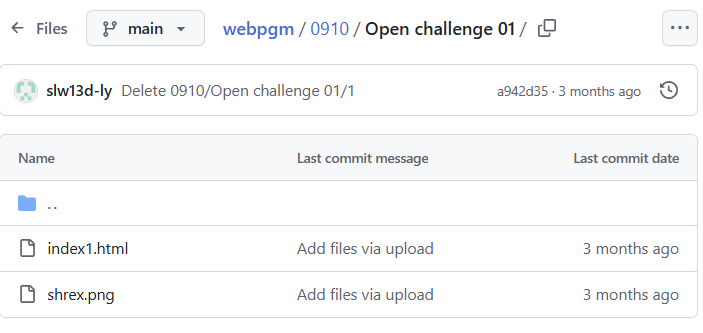 Files main webpgm / 0910 / Open challenge 01 /
slw13d-ly Delete 0910/Open challenge 01/1 a942d35 · 3 months ago
Name Last commit message Last commit date
..
index1.html Add files via upload 3 months ago
shrex.png Add files via upload 3 months ago